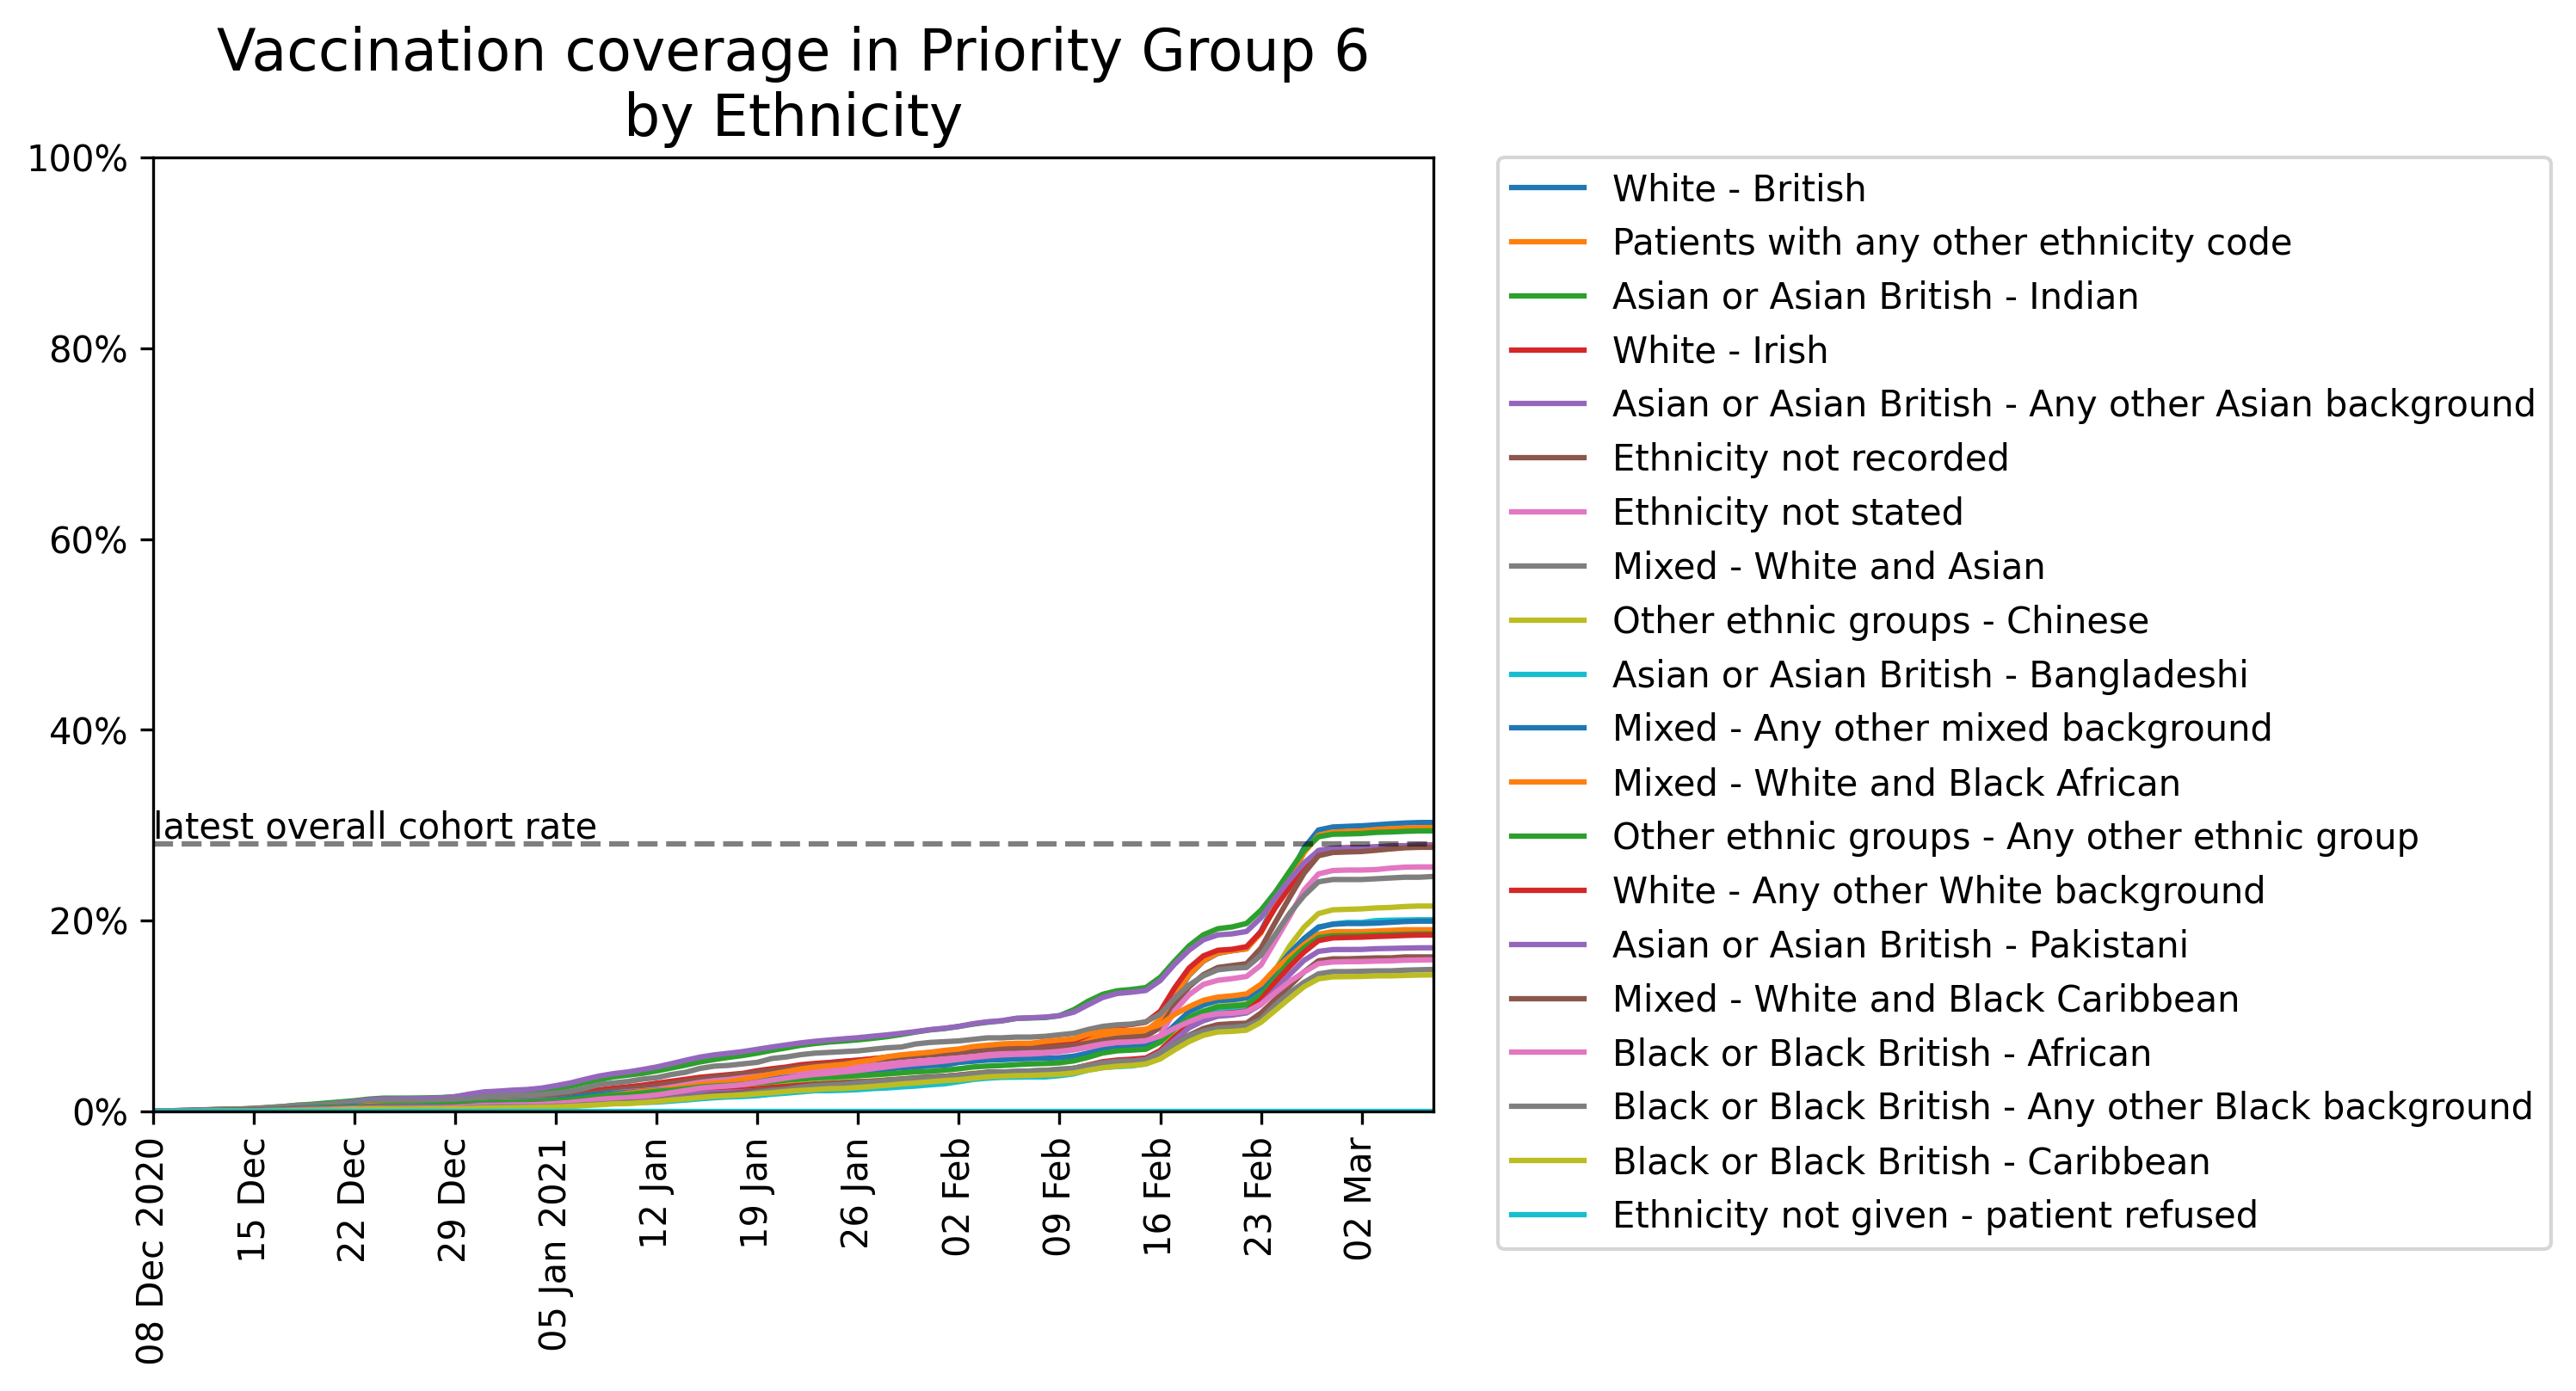 Vaccination coverage in Priority Group 6
by Ethnicity
100%
80%
60%
40%
20%
0%
latest overall cohort rate
08 Dec 2020
15 Dec
22 Dec
29 Dec
05 Jan 2021
12 Jan
19 Jan
26 Jan
02 Feb
09 Feb
16 Feb
23 Feb
02 Mar
White - British
Patients with any other ethnicity code
Asian or Asian British - Indian
White - Irish
Asian or Asian British - Any other Asian background
Ethnicity not recorded
Ethnicity not stated
Mixed - White and Asian
Other ethnic groups - Chinese
Asian or Asian British - Bangladeshi
Mixed - Any other mixed background
Mixed - White and Black African
Other ethnic groups - Any other ethnic group
White - Any other White background
Asian or Asian British - Pakistani
Mixed - White and Black Caribbean
Black or Black British - African
Black or Black British - Any other Black background
Black or Black British - Caribbean
Ethnicity not given - patient refused